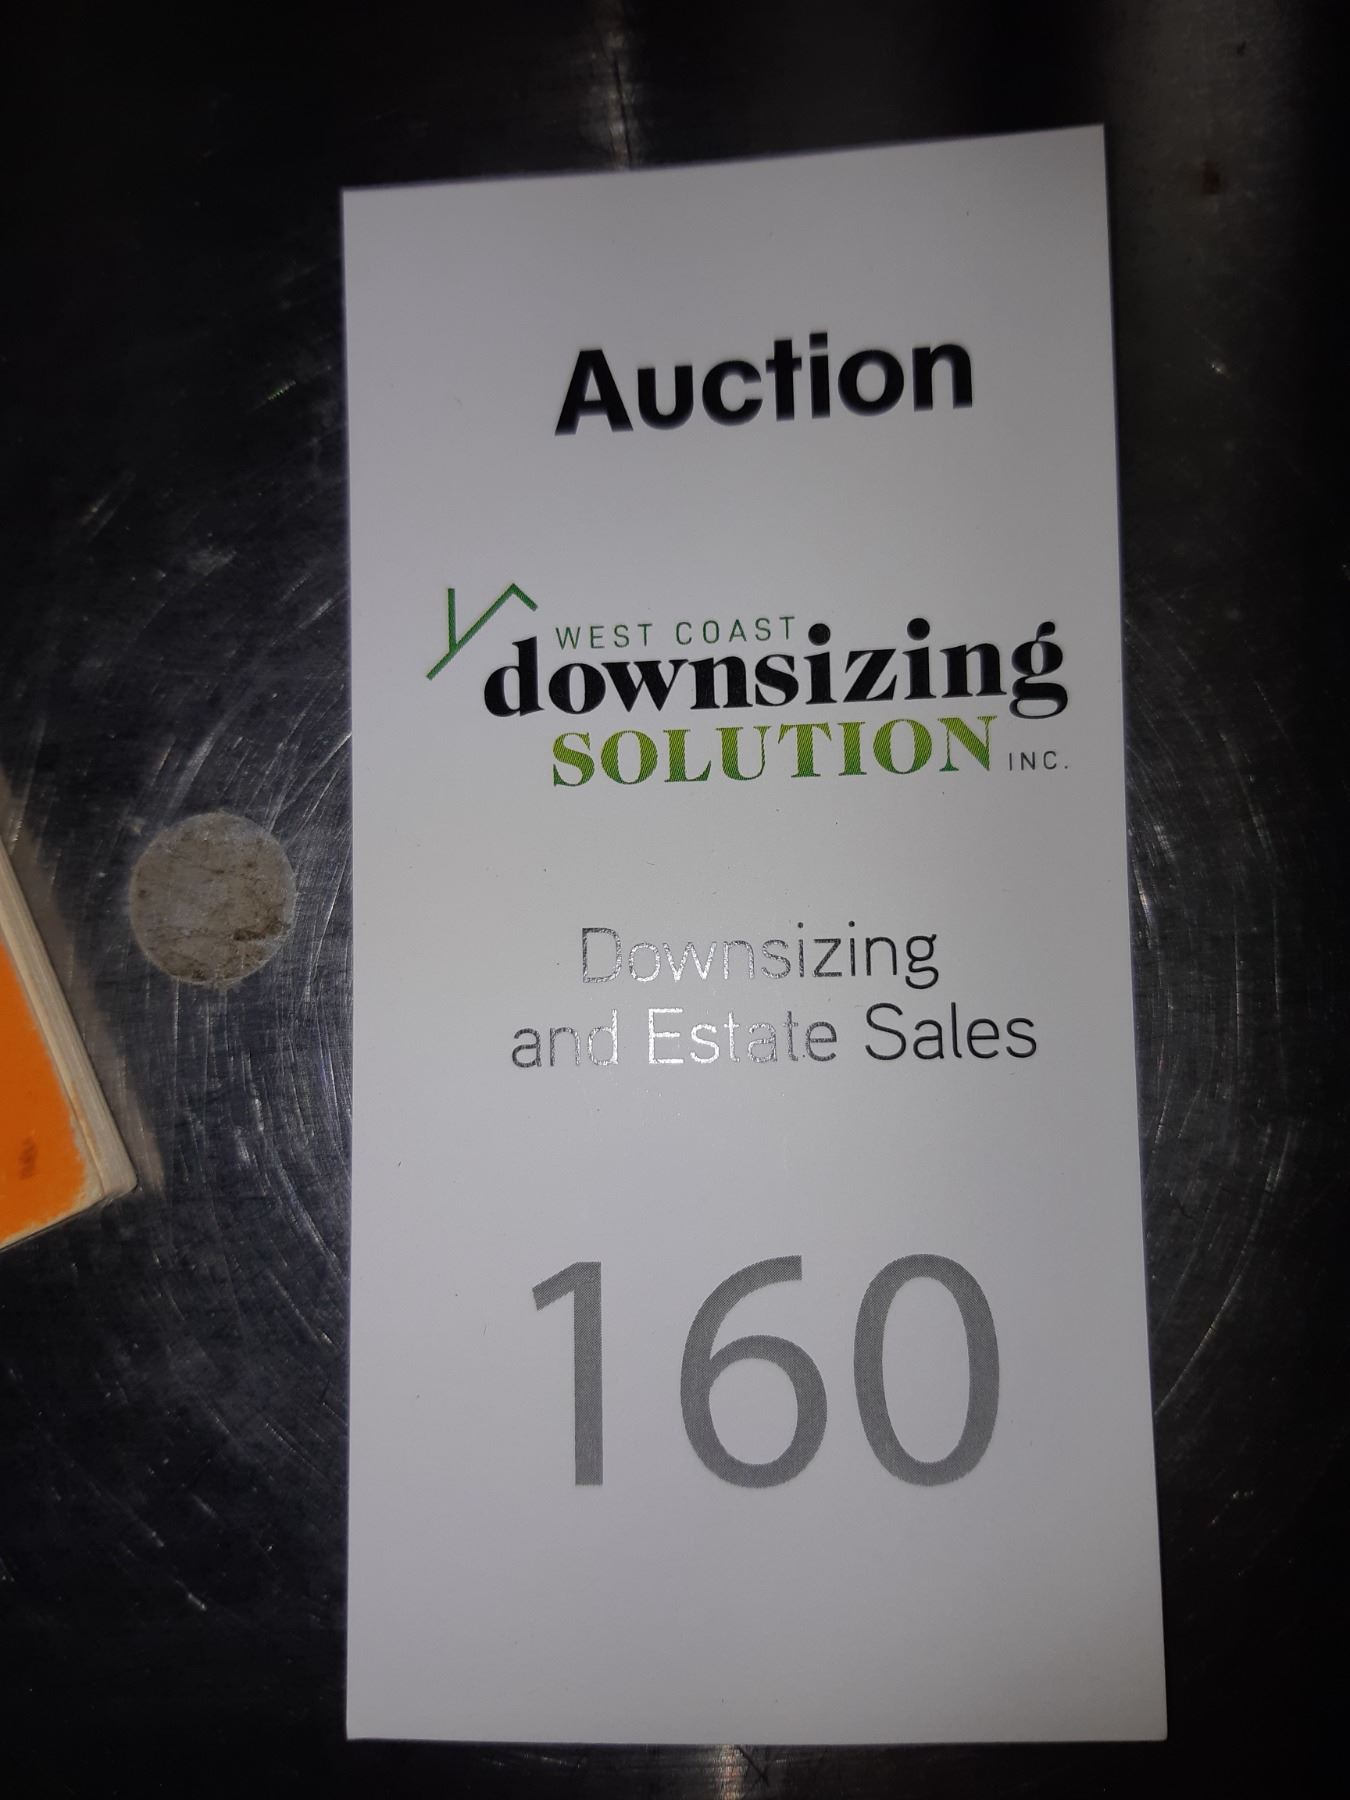 Auction
WEST COAST
downsizing
SOLUTION INC.
Downsizing
and Estate Sales
160